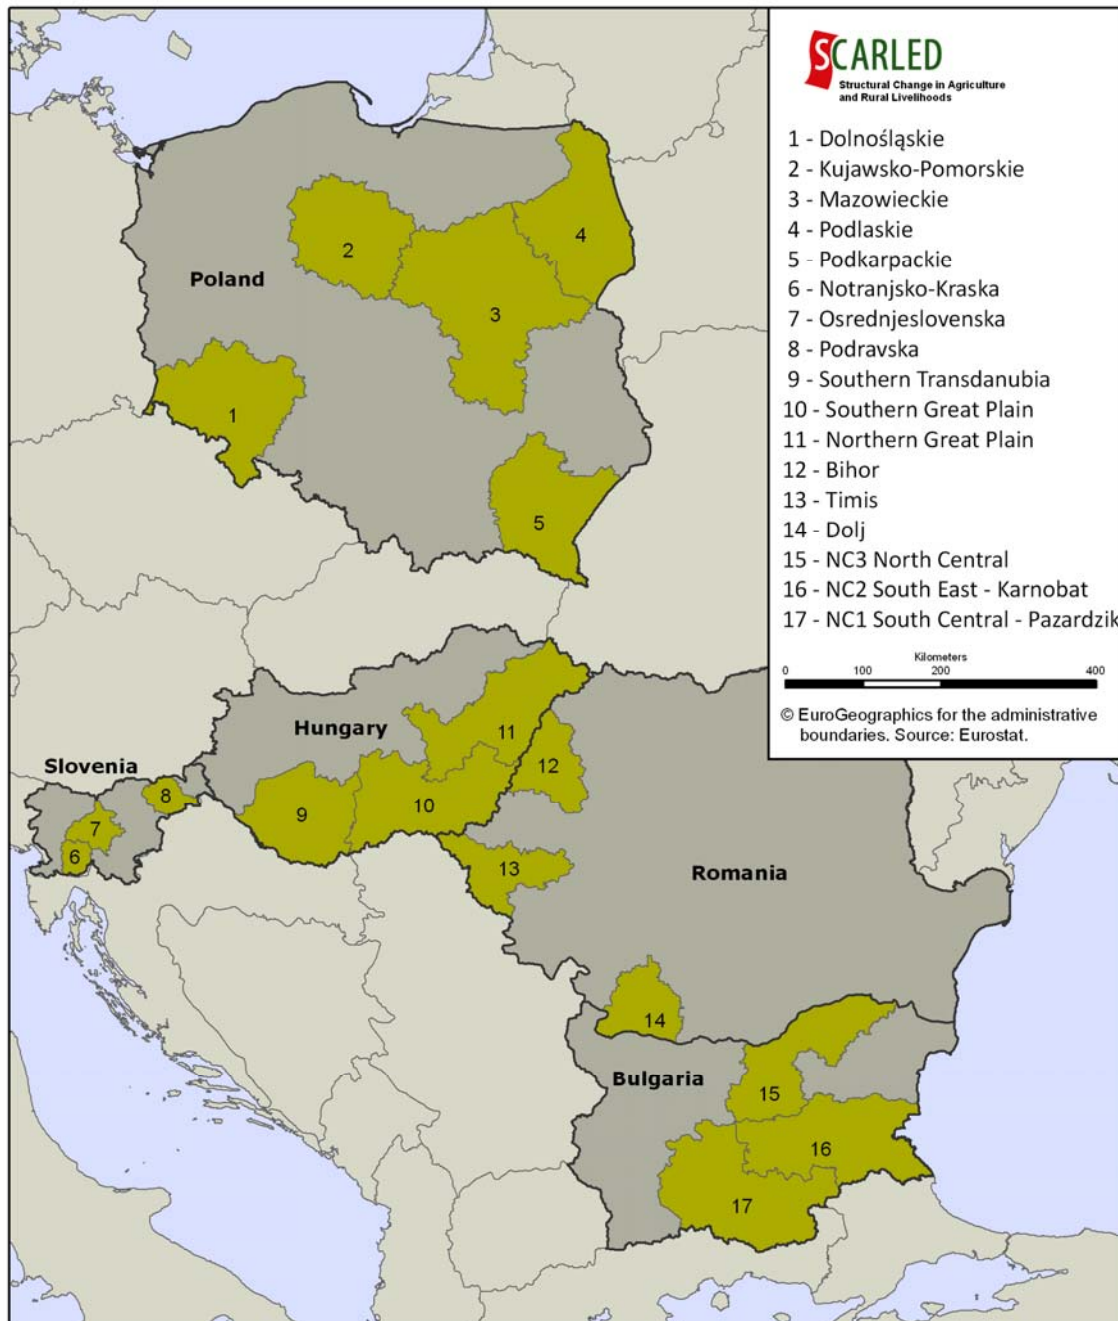 SCARLED
Structural Change in Agriculture
and Rural Livelihoods
1 - Dolnośląskie
2 - Kujawsko-Pomorskie
3 - Mazowieckie
4 - Podlaskie
5 - Podkarpackie
6 - Notranjsko-Kraska
7 - Osrednjeslovenska
8 - Podravska
9 - Southern Transdanubia
10 - Southern Great Plain
11 - Northern Great Plain
12 - Bihor
13 - Timis
14 - Dolj
15 - NC3 North Central
16 - NC2 South East - Karnobat
17 - NC1 South Central - Pazardzik
Kilometers
0 100 200 400
© EuroGeographics for the administrative
boundaries. Source: Eurostat.
4
2
Poland
3
1
5
Hungary
11
Slovenia
12
8
9
10
7
6
13
Romania
14
Bulgaria
15
16
17